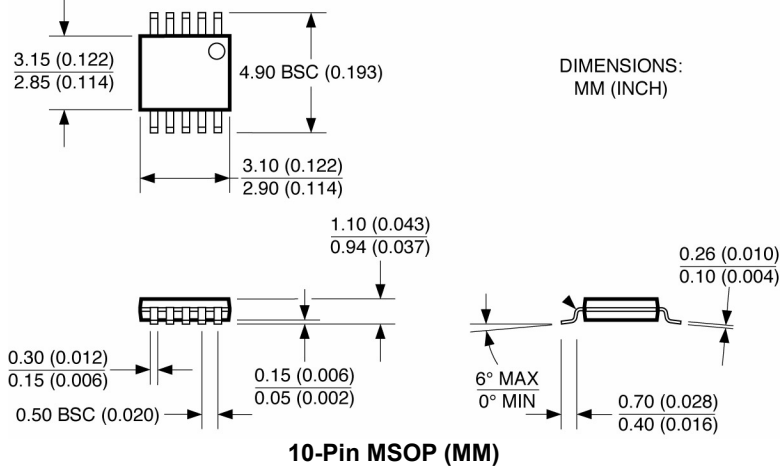 3.15 (0.122)
2.85 (0.114)
4.90 BSC (0.193)
DIMENSIONS:
MM (INCH)
3.10 (0.122)
2.90 (0.114)
1.10 (0.043)
0.94 (0.037)
0.26 (0.010)
0.10 (0.004)
0.30 (0.012)
0.15 (0.006)
0.15 (0.006)
0.05 (0.002)
6° MAX
0° MIN
0.50 BSC (0.020)
0.70 (0.028)
0.40 (0.016)
10-Pin MSOP (MM)